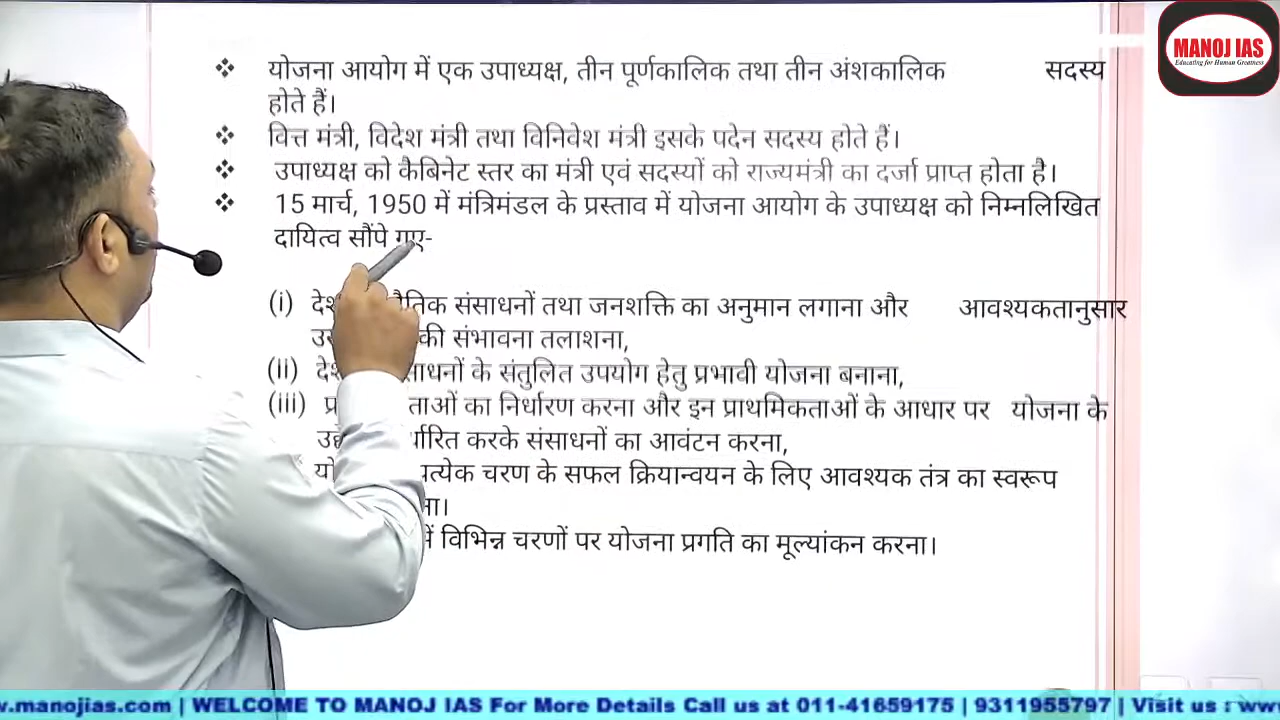 MANOJ IAS
Educating for Human Greatness
❖ योजना आयोग में एक उपाध्यक्ष, तीन पूर्णकालिक तथा तीन अंशकालिक सदस्य
होते हैं।
❖ वित्त मंत्री, विदेश मंत्री तथा विनिवेश मंत्री इसके पदेन सदस्य होते हैं।
❖ उपाध्यक्ष को कैबिनेट स्तर का मंत्री एवं सदस्यों को राज्यमंत्री का दर्जा प्राप्त होता है।
❖ 15 मार्च, 1950 में मंत्रिमंडल के प्रस्ताव में योजना आयोग के उपाध्यक्ष को निम्नलिखित
दायित्व सौंपे गए-
(i) संसाधनों तथा जनशक्ति का अनुमान लगाना और आवश्यकतानुसार
की संभावना तलाशना,
(ii) के संतुलित उपयोग हेतु प्रभावी योजना बनाना,
(iii) का निर्धारण करना और इन प्राथमिकताओं के आधार पर योजना के
करके संसाधनों का आवंटन करना,
चरण के सफल क्रियान्वयन के लिए आवश्यक तंत्र का स्वरूप
विभिन्न चरणों पर योजना प्रगति का मूल्यांकन करना।
.manojias.com | WELCOME TO MANOJ IAS For More Details Call us at 011-41659175 | 9311955797 | Visit us :